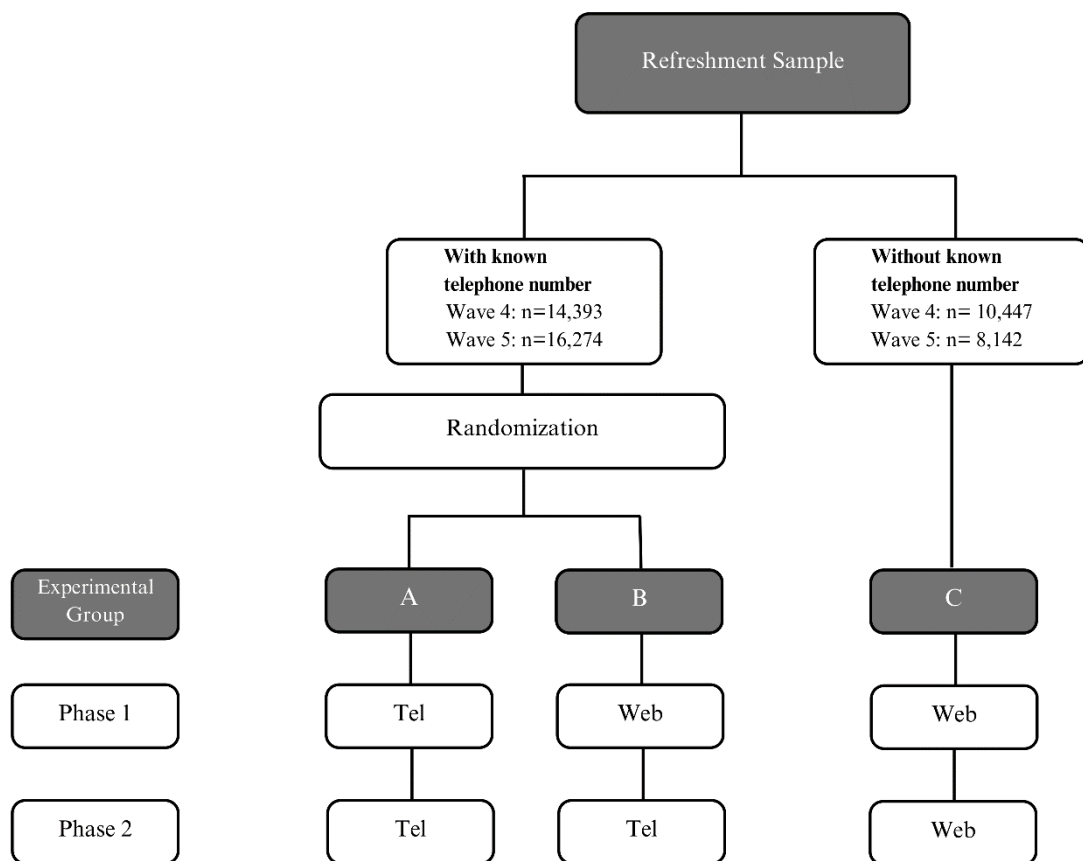 Refreshment Sample
With known
telephone number
Wave 4: n=14,393
Wave 5: n=16,274
Without known
telephone number
Wave 4: n= 10,447
Wave 5: n= 8,142
Randomization
Experimental
Group
A
B
C
Phase 1
Tel
Web
Web
Phase 2
Tel
Tel
Web